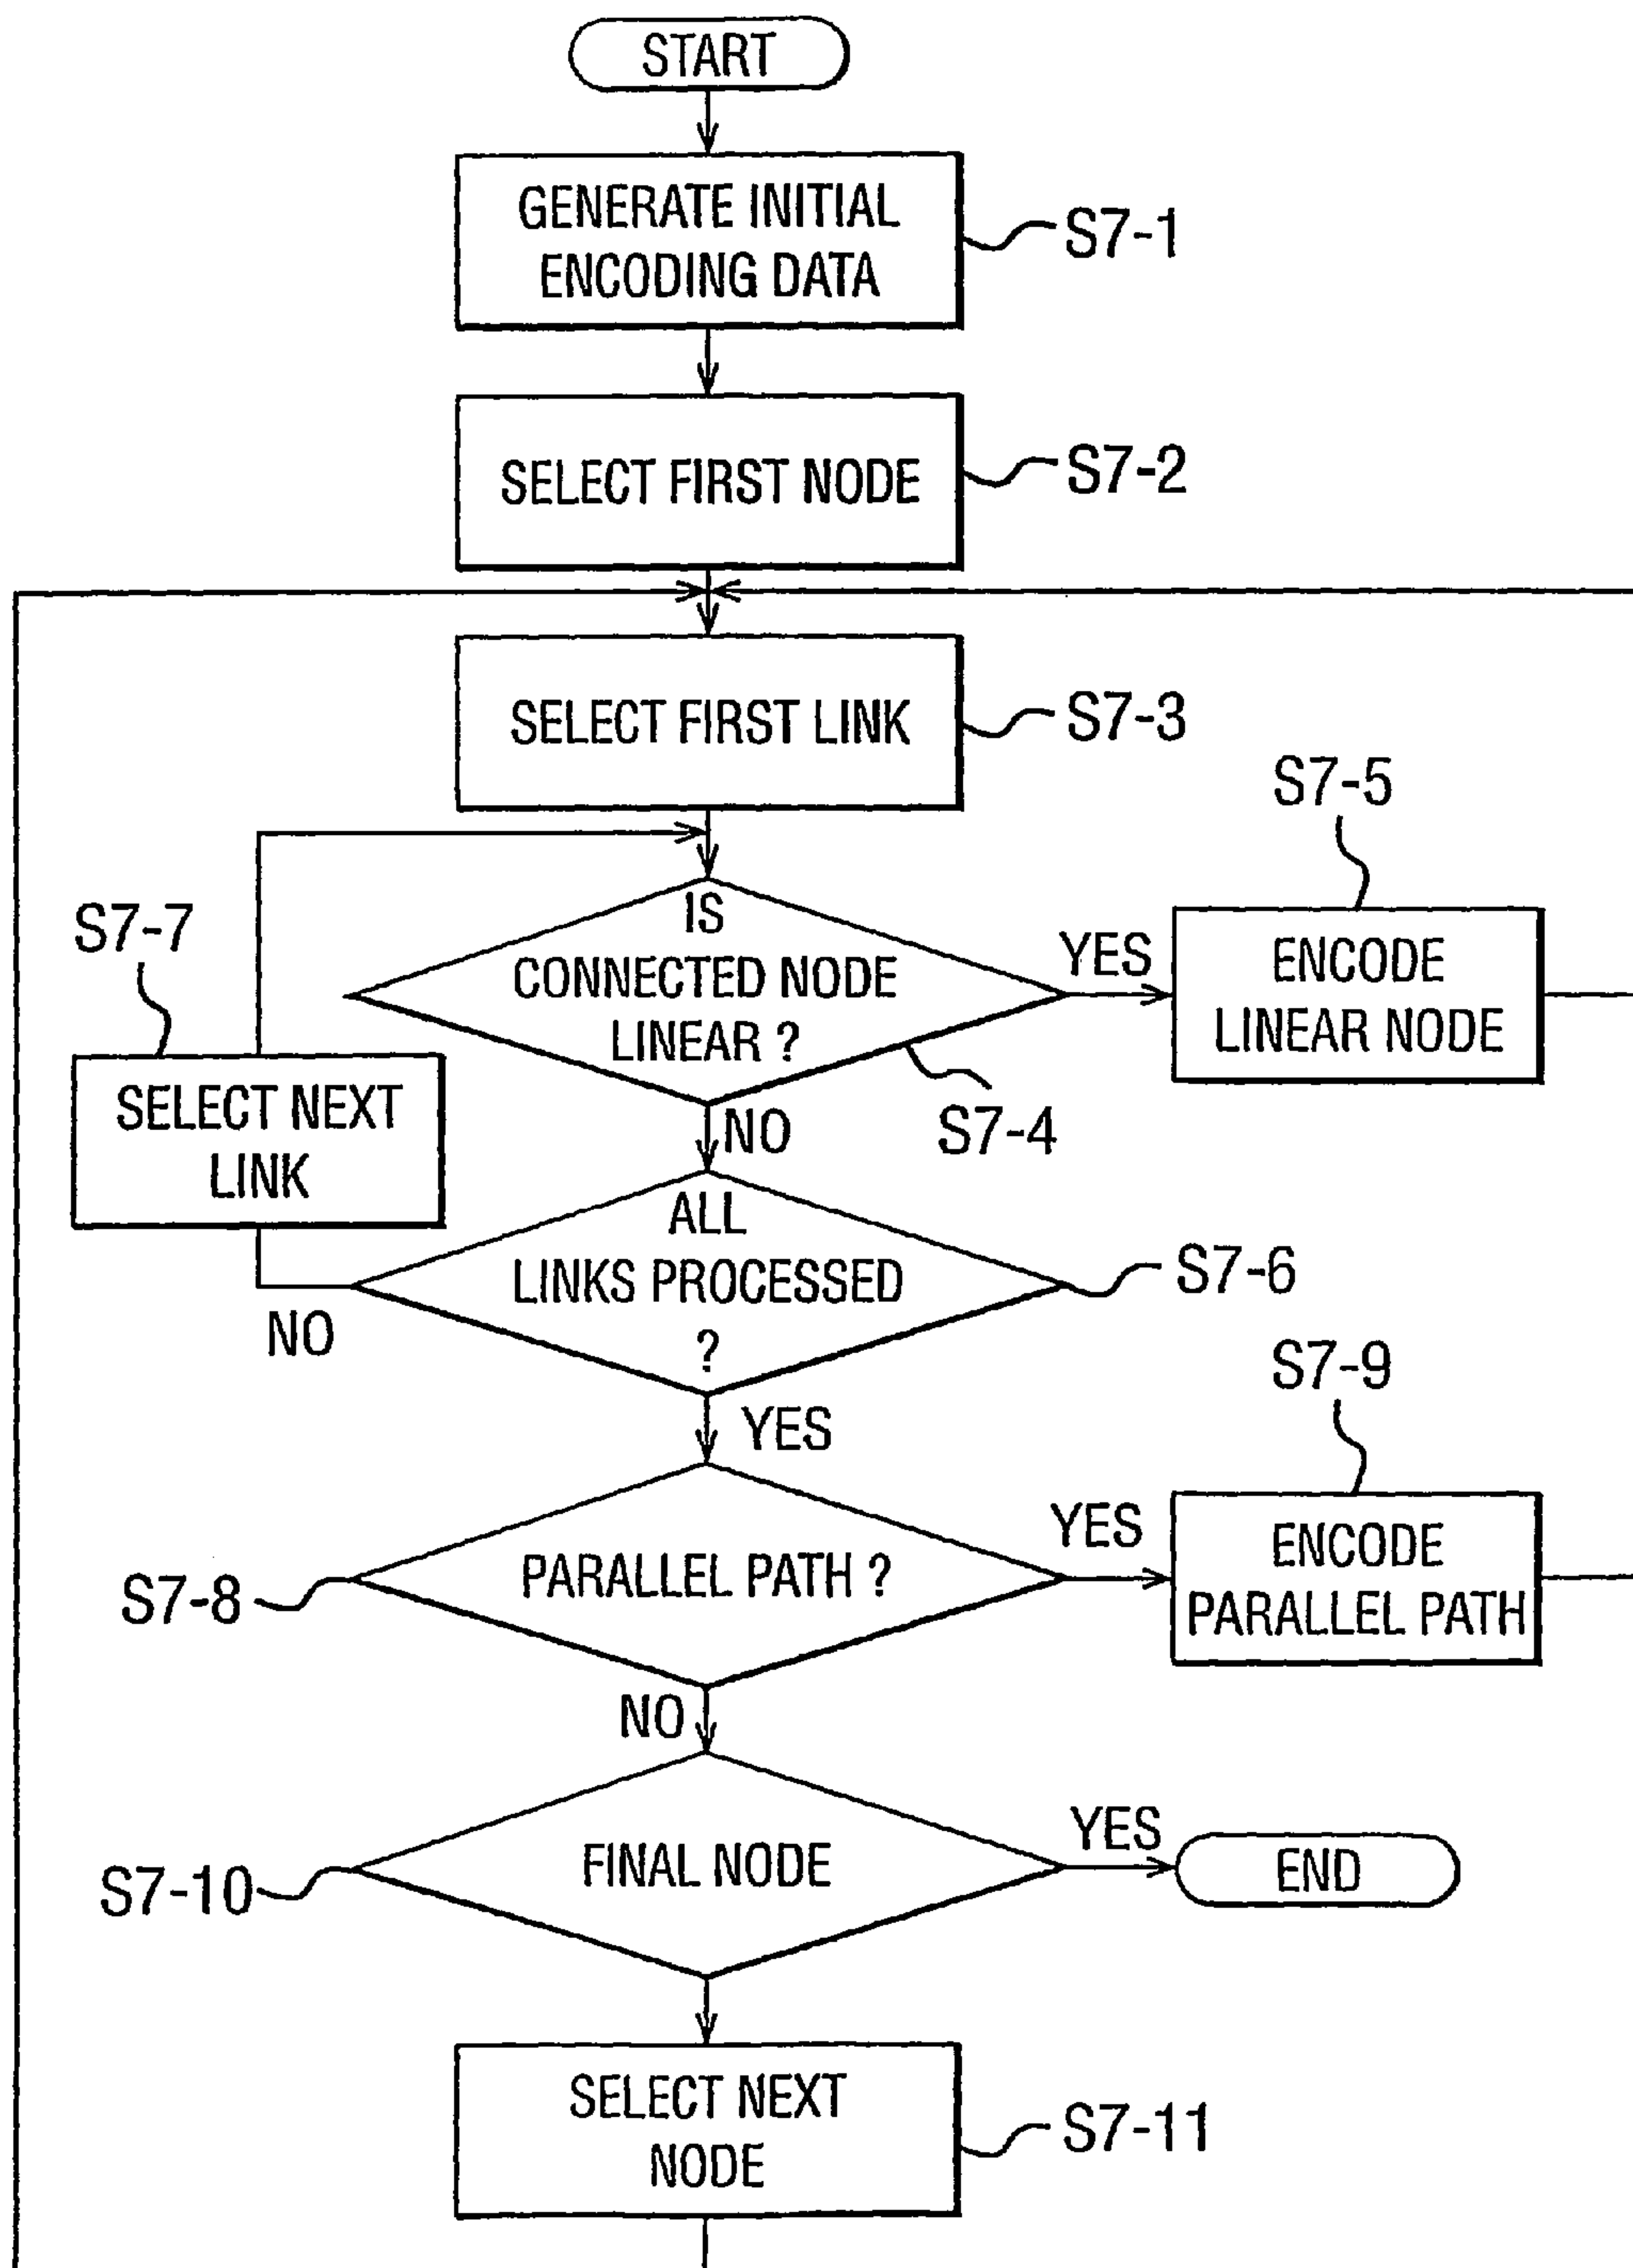 START
GENERATE INITIAL
ENCODING DATA
S7-1
SELECT FIRST NODE
S7-2
SELECT FIRST LINK
S7-3
S7-5
S7-7
IS
CONNECTED NODE
LINEAR ?
YES
ENCODE
LINEAR NODE
SELECT NEXT
LINK
NO
S7-4
ALL
LINKS PROCESSED
?
S7-6
NO
S7-9
YES
PARALLEL PATH ?
YES
ENCODE
PARALLEL PATH
S7-8
NO
FINAL NODE
YES
END
S7-10
SELECT NEXT
NODE
S7-11